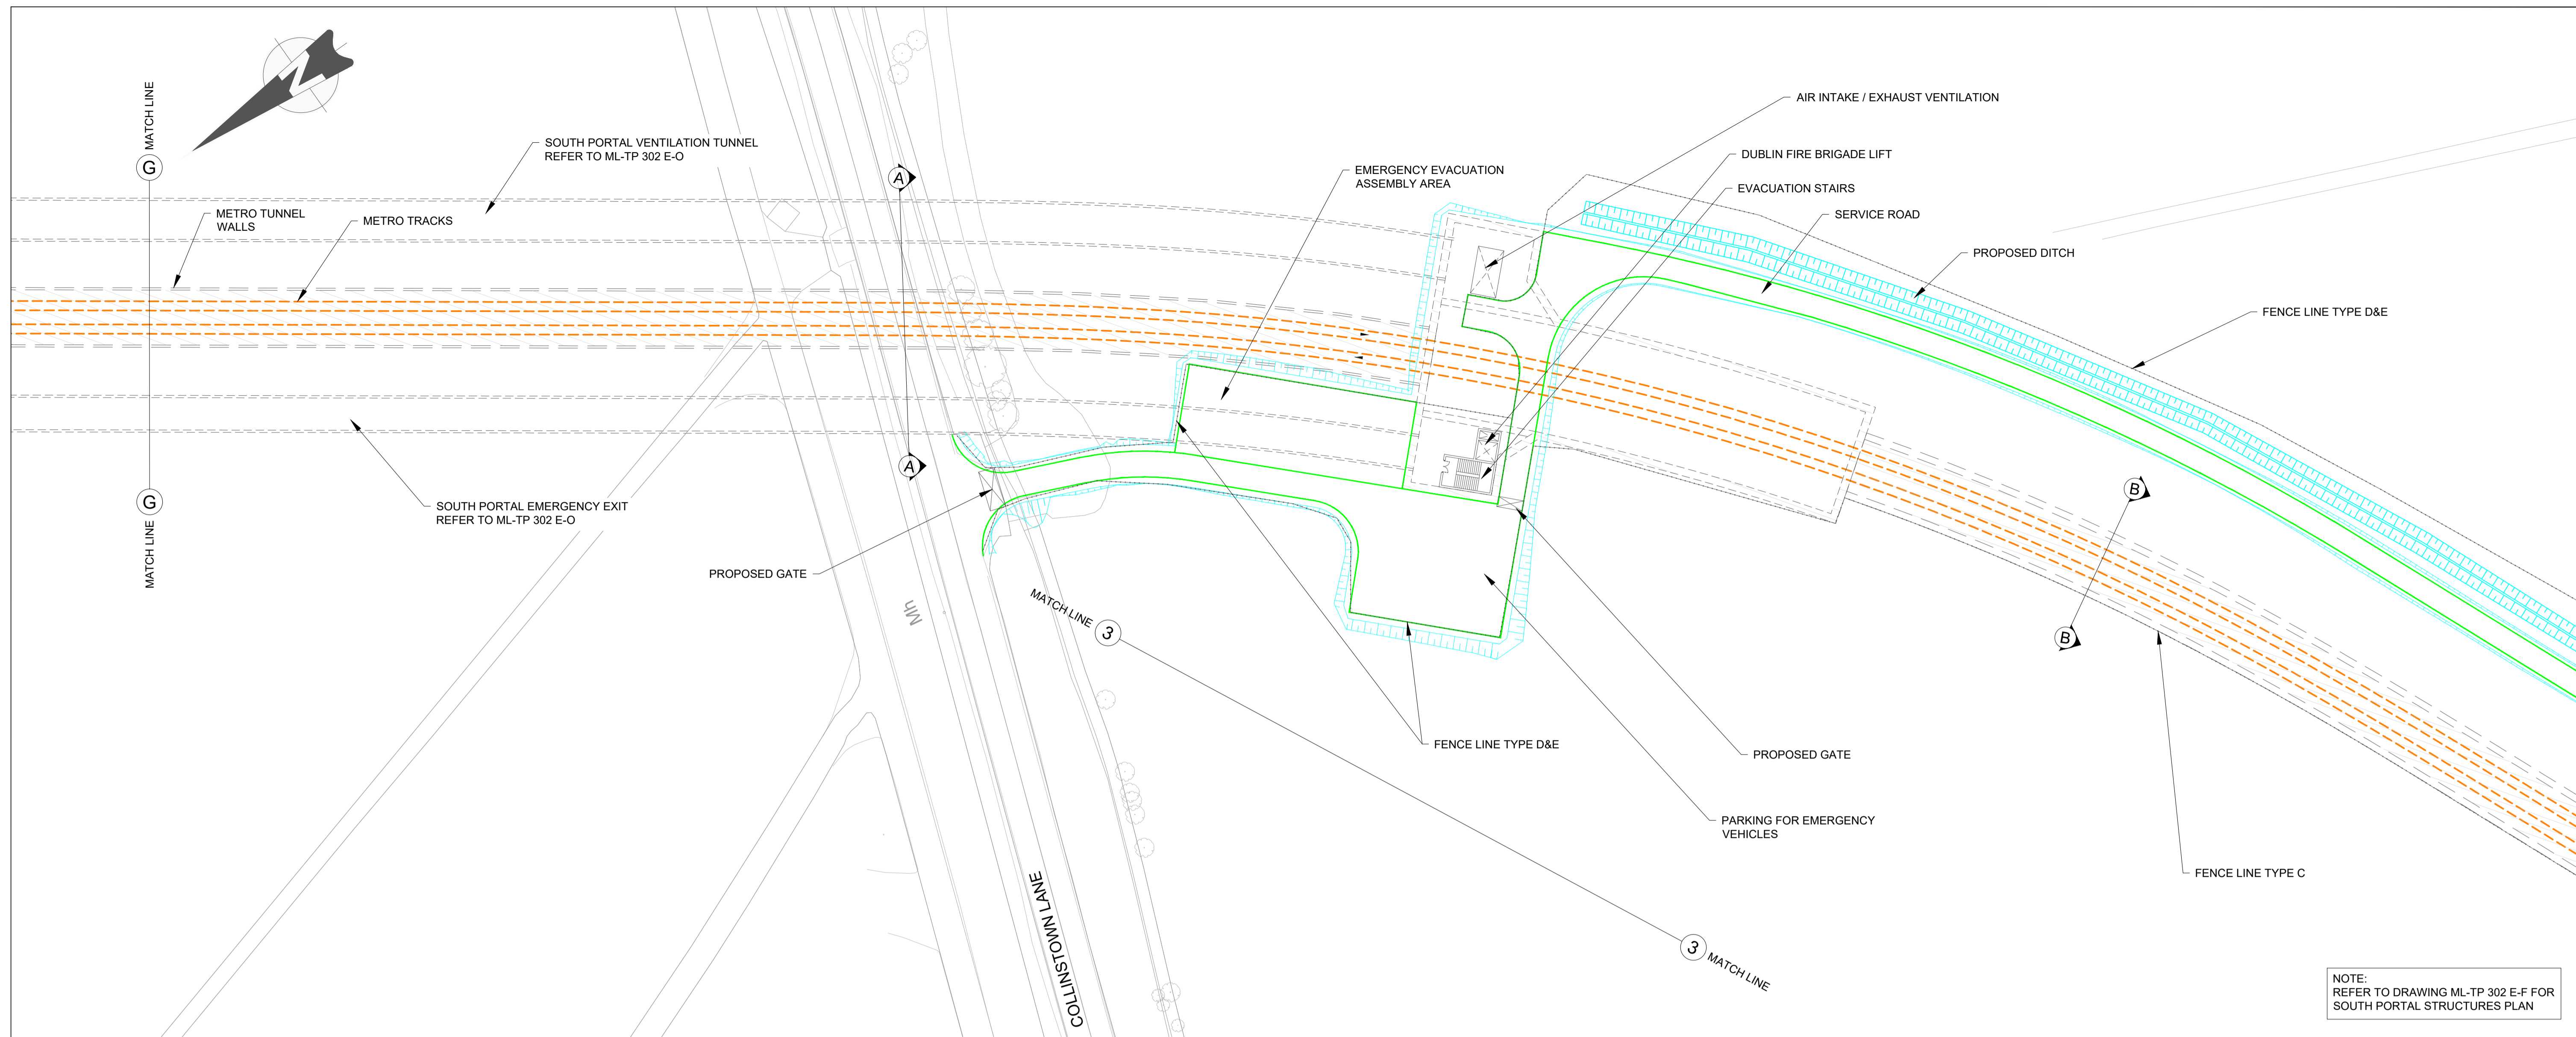 N
MATCH LINE
G
SOUTH PORTAL VENTILATION TUNNEL
REFER TO ML-TP 302 E-O
METRO TUNNEL
WALLS
METRO TRACKS
A
EMERGENCY EVACUATION
ASSEMBLY AREA
AIR INTAKE / EXHAUST VENTILATION
DUBLIN FIRE BRIGADE LIFT
EVACUATION STAIRS
SERVICE ROAD
PROPOSED DITCH
FENCE LINE TYPE D&E
A
G
MATCH LINE
SOUTH PORTAL EMERGENCY EXIT
REFER TO ML-TP 302 E-O
PROPOSED GATE
Mh
MATCH LINE
3
B
B
FENCE LINE TYPE D&E
PROPOSED GATE
PARKING FOR EMERGENCY
VEHICLES
FENCE LINE TYPE C
COLLINSTOWN LANE
3
MATCH LINE
NOTE:
REFER TO DRAWING ML-TP 302 E-F FOR
SOUTH PORTAL STRUCTURES PLAN